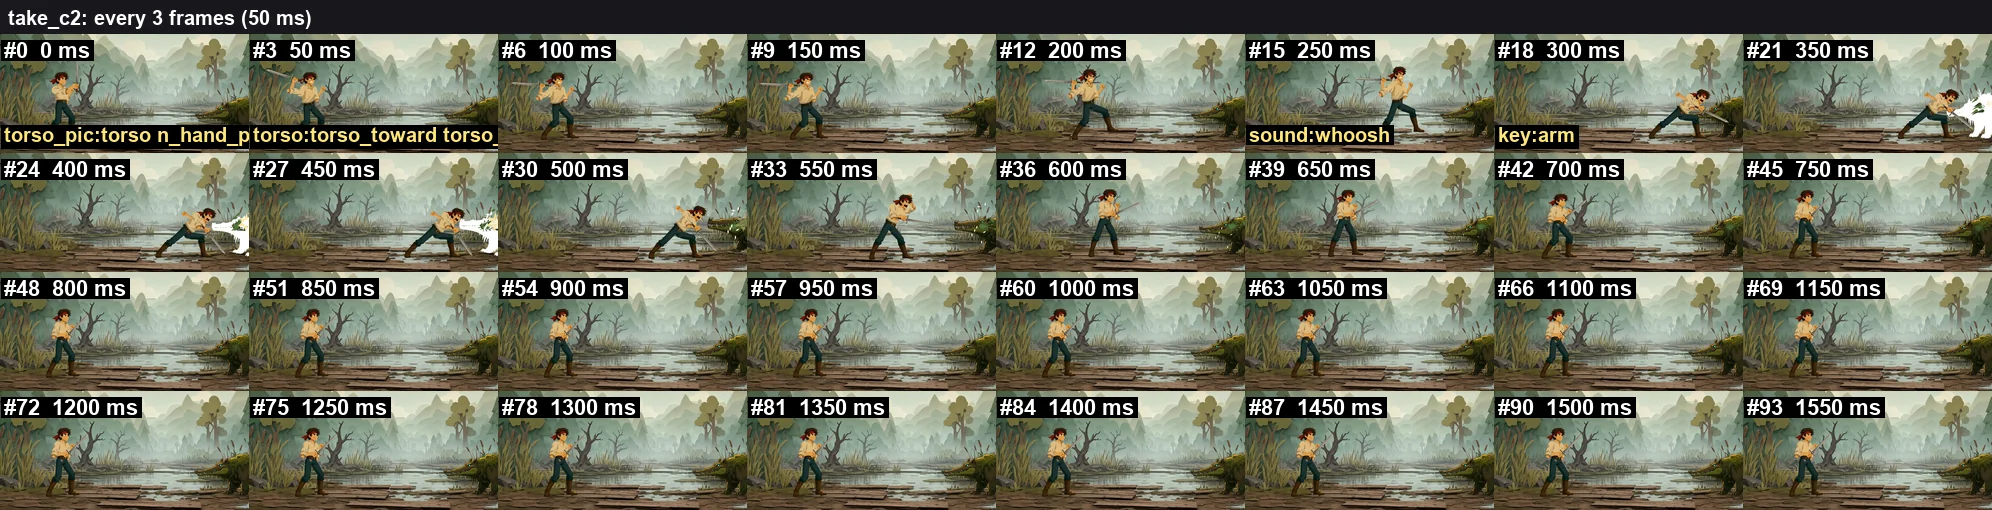 take_c2: every 3 frames (50 ms)
#0 0 ms
#3 50 ms
#6 100 ms
#9 150 ms
#12 200 ms
#15 250 ms
#18 300 ms
#21 350 ms
torso_pic:torso n_hand_p
torso:torso_toward torso_
sound:whoosh
key:arm
#24 400 ms
#27 450 ms
#30 500 ms
#33 550 ms
#36 600 ms
#39 650 ms
#42 700 ms
#45 750 ms
#48 800 ms
#51 850 ms
#54 900 ms
#57 950 ms
#60 1000 ms
#63 1050 ms
#66 1100 ms
#69 1150 ms
#72 1200 ms
#75 1250 ms
#78 1300 ms
#81 1350 ms
#84 1400 ms
#87 1450 ms
#90 1500 ms
#93 1550 ms